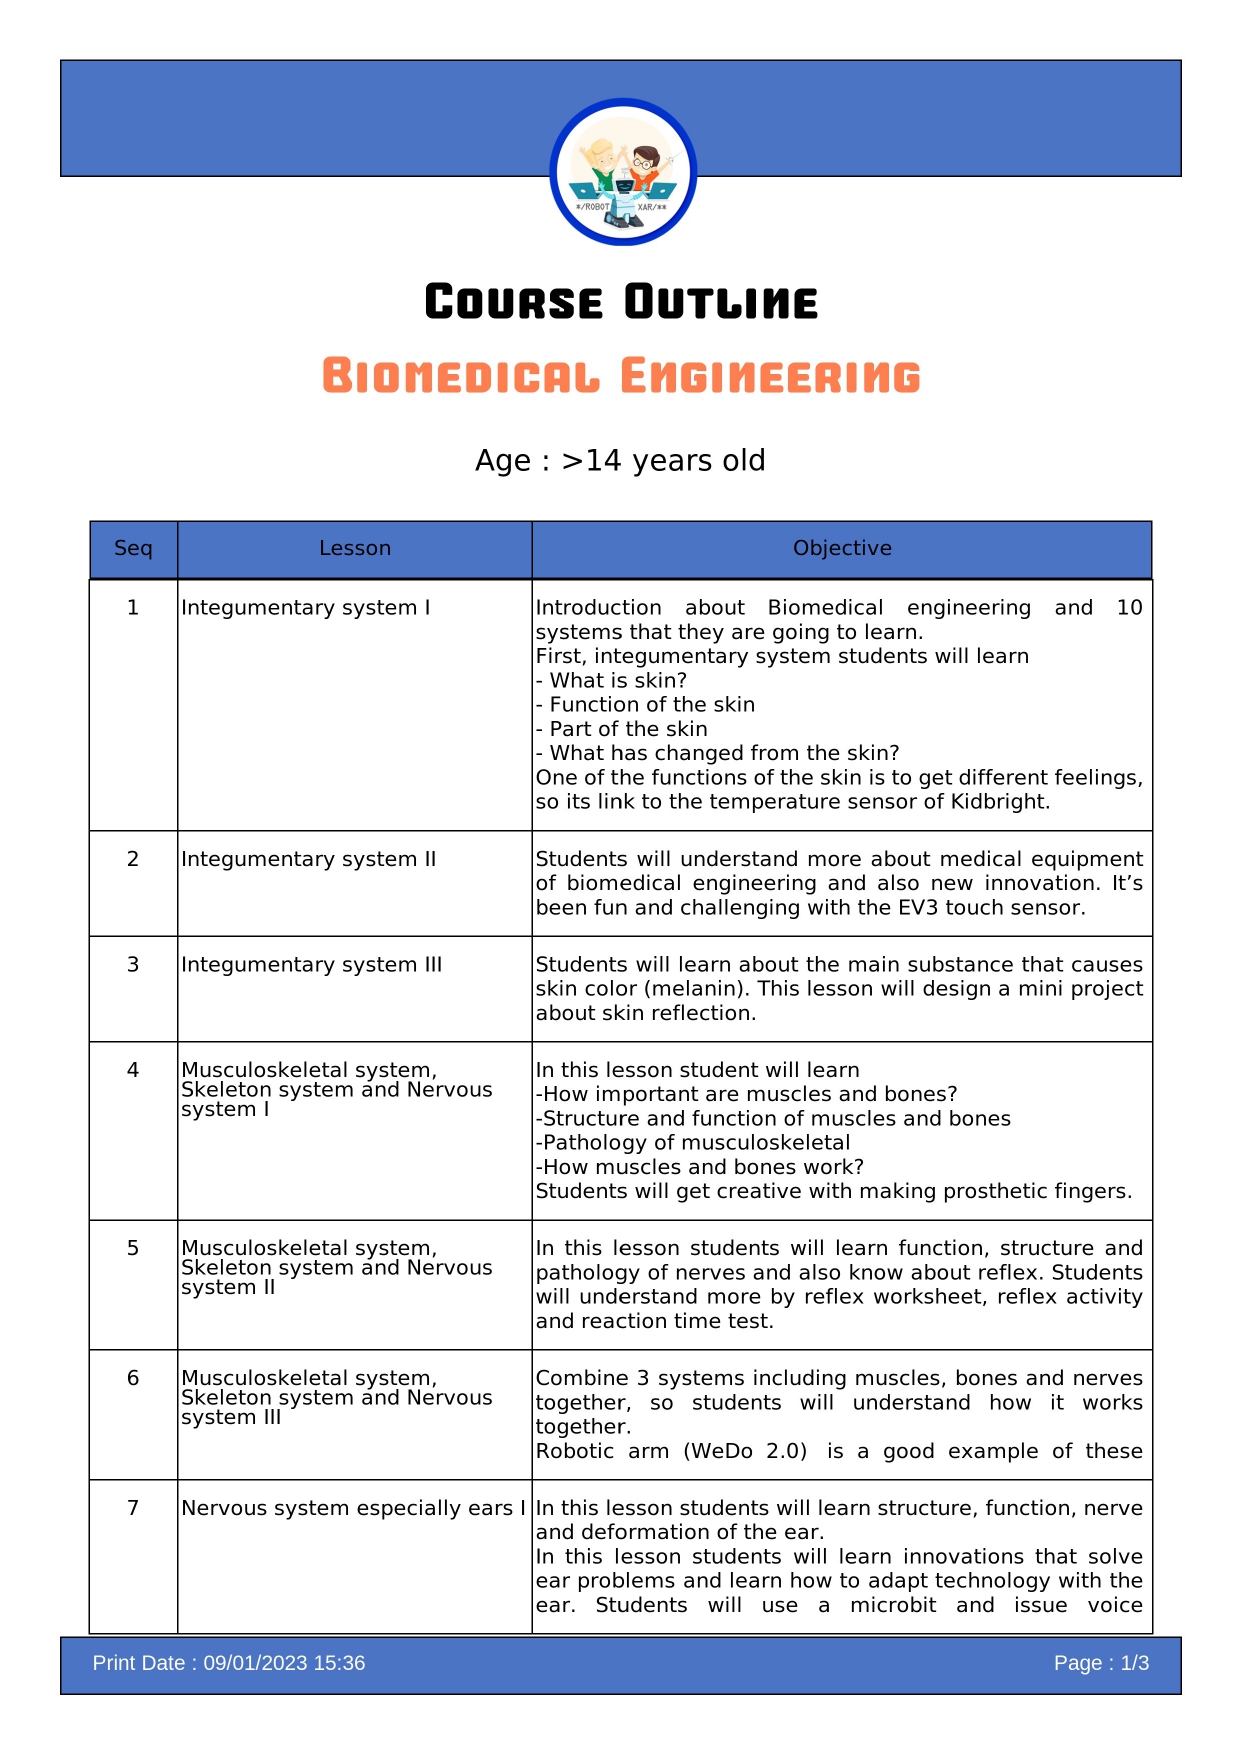 */ROBOT XAR/**
Course Outline
Biomedical Engineering
Age : >14 years old
Seq Lesson Objective
1 Integumentary system I Introduction about Biomedical engineering and 10
systems that they are going to learn.
First, integumentary system students will learn
- What is skin?
- Function of the skin
- Part of the skin
- What has changed from the skin?
One of the functions of the skin is to get different feelings,
so its link to the temperature sensor of Kidbright.
2 Integumentary system II Students will understand more about medical equipment
of biomedical engineering and also new innovation. It’s
been fun and challenging with the EV3 touch sensor.
3 Integumentary system III Students will learn about the main substance that causes
skin color (melanin). This lesson will design a mini project
about skin reflection.
4 Musculoskeletal system,
Skeleton system and Nervous
system I
In this lesson student will learn
-How important are muscles and bones?
-Structure and function of muscles and bones
-Pathology of musculoskeletal
-How muscles and bones work?
Students will get creative with making prosthetic fingers.
5 Musculoskeletal system,
Skeleton system and Nervous
system II
In this lesson students will learn function, structure and
pathology of nerves and also know about reflex. Students
will understand more by reflex worksheet, reflex activity
and reaction time test.
6 Musculoskeletal system,
Skeleton system and Nervous
system III
Combine 3 systems including muscles, bones and nerves
together, so students will understand how it works
together.
Robotic arm (WeDo 2.0) is a good example of these
7 Nervous system especially ears I In this lesson students will learn structure, function, nerve
and deformation of the ear.
In this lesson students will learn innovations that solve
ear problems and learn how to adapt technology with the
ear. Students will use a microbit and issue voice
Print Date : 09/01/2023 15:36 Page : 1/3